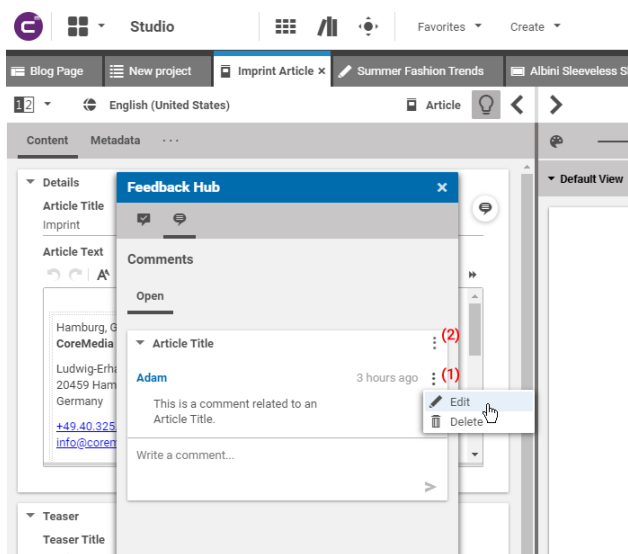 Studio
Favorites
Create
Blog Page
New project
Imprint Article ×
Summer Fashion Trends
Albini Sleeveless S
12
English (United States)
Article
Content
Metadata
...
Details
Article Title
Imprint
Article Text
Hamburg, G
CoreMedia
Ludwig-Erha
20459 Ham
Germany
+49.40.325
info@corem
Teaser
Teaser Title
Feedback Hub ×
Comments
Open
Article Title
(2)
Adam
3 hours ago
(1)
This is a comment related to an
Article Title.
Write a comment...
Edit
Delete
Default View